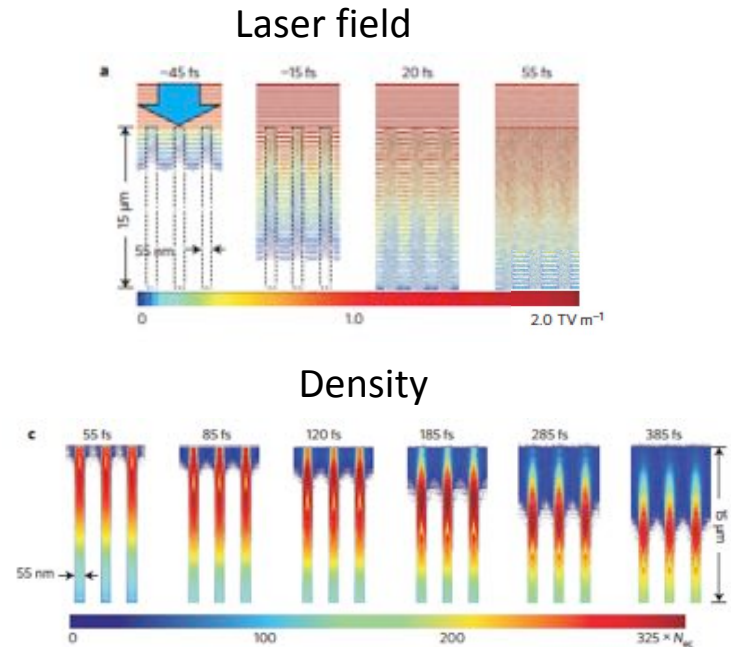 Laser field
a
−45 fs −15 fs 20 fs 55 fs
15 μm
55 nm
0 1.0 2.0 TV m⁻¹
Density
c 55 fs 85 fs 120 fs 185 fs 285 fs 385 fs
15 μm
55 nm
0 100 200 325 × Nec